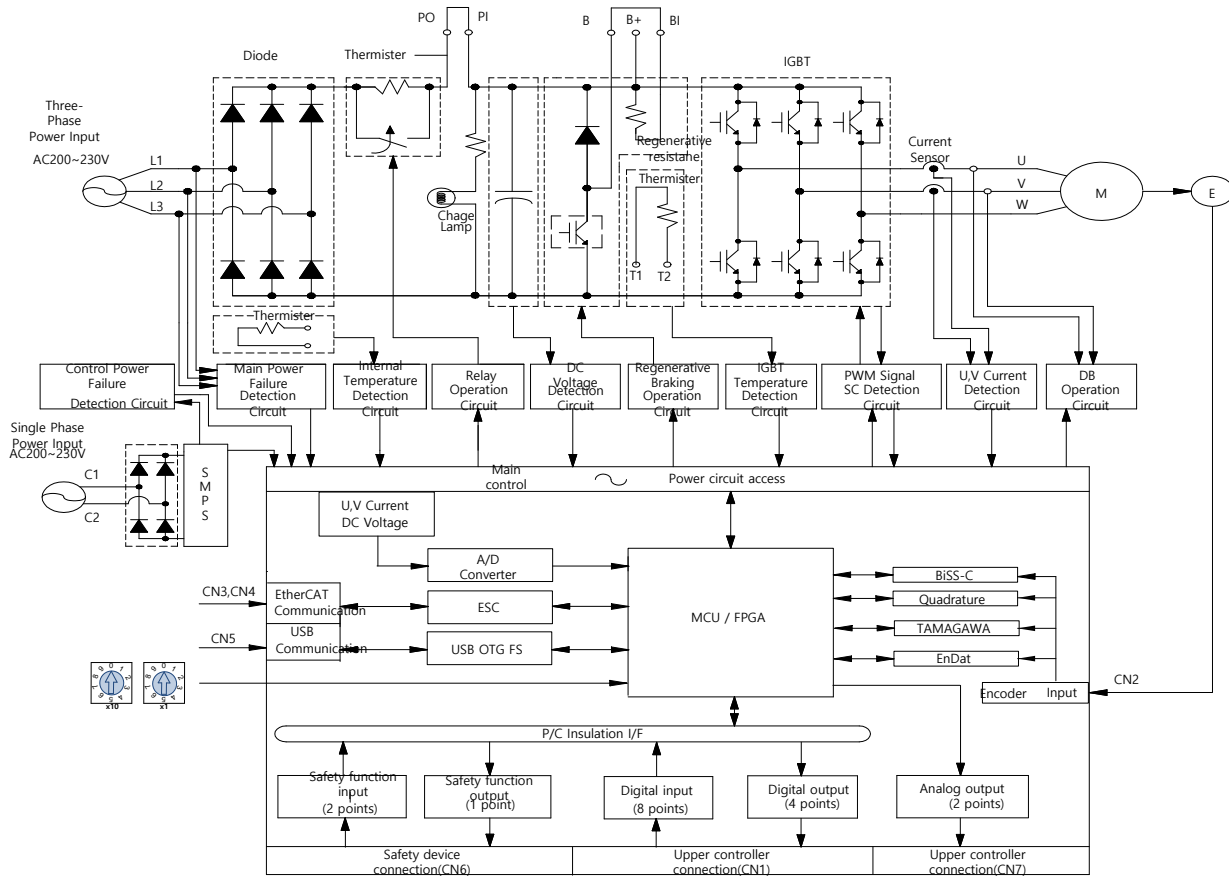 PO
PI
B
B+
BI
Diode
Thermister
IGBT
Three-
Phase
Power Input
AC200~230V
L1
L2
L3
Chage
Lamp
Regenerative
resistane
Thermister
T1
T2
Current
Sensor
U
V
W
M
E
Thermister
Control Power
Failure
Detection Circuit
Main Power
Failure
Detection
Circuit
Internal
Temperature
Detection
Circuit
Relay
Operation
Circuit
DC
Voltage
Detection
Circuit
Regenerative
Braking
Operation
Circuit
IGBT
Temperature
Detection
Circuit
PWM Signal
SC Detection
Circuit
U,V Current
Detection
Circuit
DB
Operation
Circuit
Single Phase
Power Input
AC200~230V
C1
C2
S
M
P
S
Main
control
Power circuit access
U,V Current
DC Voltage
A/D
Converter
CN3,CN4
EtherCAT
Communication
ESC
CN5
USB
Communication
USB OTG FS
MCU / FPGA
BiSS-C
Quadrature
TAMAGAWA
EnDat
Encoder Input
CN2
x10
x1
P/C Insulation I/F
Safety function
input
(2 points)
Safety function
output
(1 point)
Digital input
(8 points)
Digital output
(4 points)
Analog output
(2 points)
Safety device
connection(CN6)
Upper controller
connection(CN1)
Upper controller
connection(CN7)